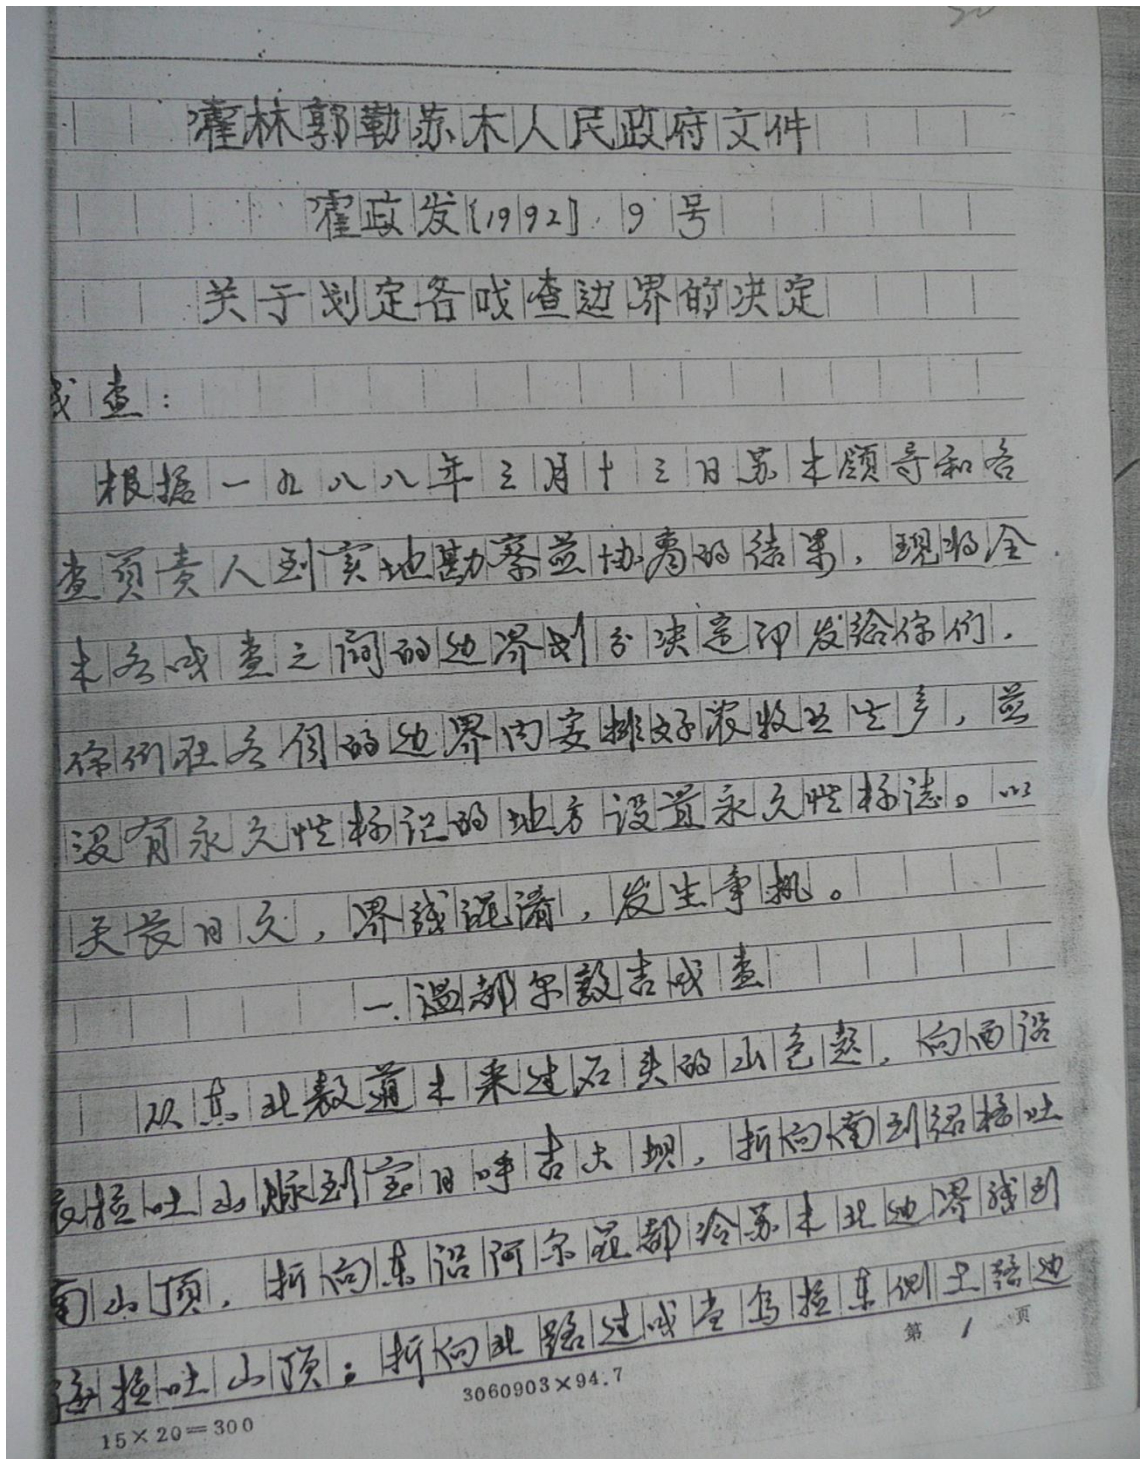 霍林郭勒苏木人民政府文件
霍政发[1992]9号
关于划定各嘎查边界的决定
嘎查:
根据一九八八年三月十三日苏木领导和各
查负责人到实地勘察并协商的结果,现将全
木各嘎查之间的边界划分决定印发给你们.
你们在各自的边界内安排好农牧业生产,并
没有永久性标记的地方设置永久性标志。以
天长日久,界线混淆,发生争执。
一.温都尔敖吉嘎查
从东北敖道木来过石头的山包起,向西沿
拉吐山脉到宝日呼吉大坝,折向南到绍根吐
南山顶,折向东沿阿尔昆都冷苏木北边界线到
拉吐山顶;折向北路过嘎查乌拉东侧土路边
第1页
3060903×94.7
15×20=300